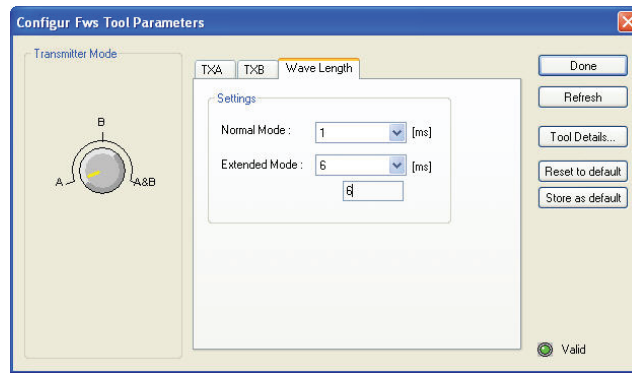 Configur Fws Tool Parameters
Transmitter Mode
B
A
A&B
TXA TXB Wave Length
Settings
Normal Mode : 1 [ms]
Extended Mode : 6 [ms]
6
Done
Refresh
Tool Details...
Reset to default
Store as default
Valid